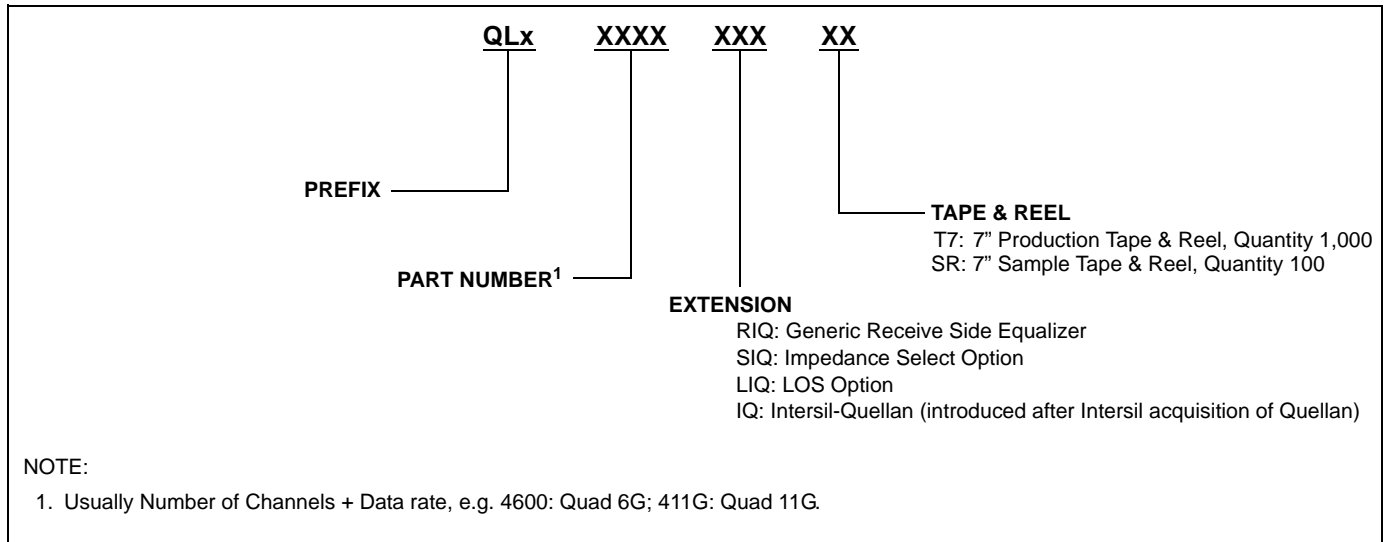 QLx XXXX XXX XX
PREFIX
TAPE & REEL
T7: 7” Production Tape & Reel, Quantity 1,000
SR: 7” Sample Tape & Reel, Quantity 100
PART NUMBER1
EXTENSION
RIQ: Generic Receive Side Equalizer
SIQ: Impedance Select Option
LIQ: LOS Option
IQ: Intersil-Quellan (introduced after Intersil acquisition of Quellan)
NOTE:
1. Usually Number of Channels + Data rate, e.g. 4600: Quad 6G; 411G: Quad 11G.